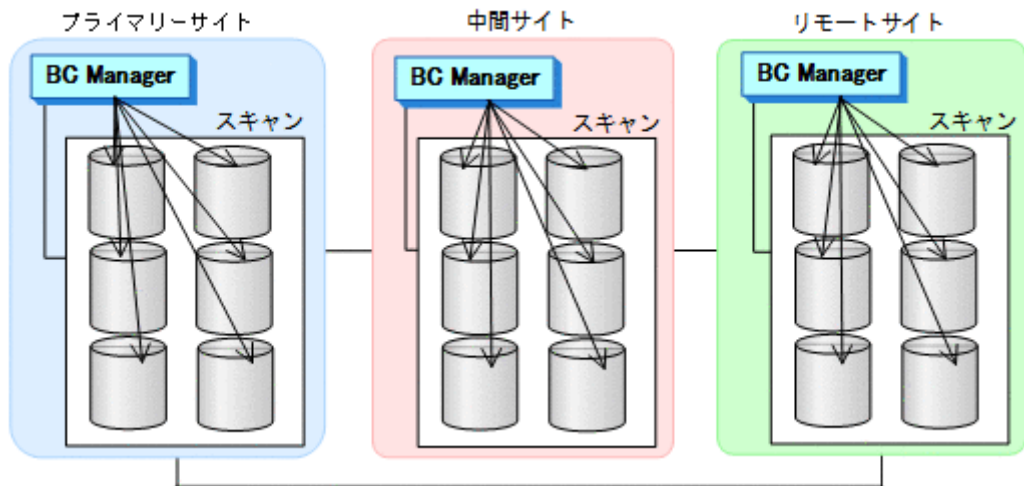 プライマリーサイト
中間サイト
リモートサイト
BC Manager
BC Manager
BC Manager
スキャン
スキャン
スキャン